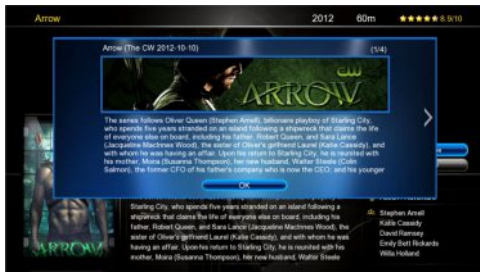 Arrow
2012
60m
8.9/10
Arrow (The CW 2012-10-10)
(1/4)
CW
ARROW
The series follows Oliver Queen (Stephen Amell), billionaire playboy of Starling City,
who spends five years stranded on an island following a shipwreck that claims the life
of everyone else on board, including his father, Robert Queen, and Sara Lance
(Jacqueline MacInnes Wood), the sister of Oliver's girlfriend Laurel (Katie Cassidy), and
with whom he was having an affair. Upon his return to Starling City, he is reunited with
his mother, Moira (Susanna Thompson), her new husband, Walter Steele (Colin
Salmon), the former CFO of his father's company who is now the CEO; and his younger
OK
Starling City, who spends five years stranded on an island following a
shipwreck that claims the life of everyone else on board, including his
father, Robert Queen, and Sara Lance (Jacqueline MacInnes Wood), the
sister of Oliver's girlfriend Laurel (Katie Cassidy), and with whom he was
having an affair. Upon his return to Starling City, he is reunited with his
mother, Moira (Susanna Thompson), her new husband, Walter Steele
Stephen Amell
Katie Cassidy
David Ramsey
Emily Bett Rickards
Willa Holland
ARROW